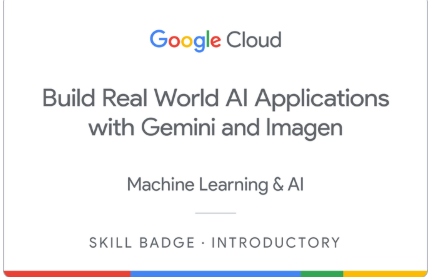 Google Cloud
Build Real World AI Applications
with Gemini and Imagen
Machine Learning & AI
SKILL BADGE · INTRODUCTORY